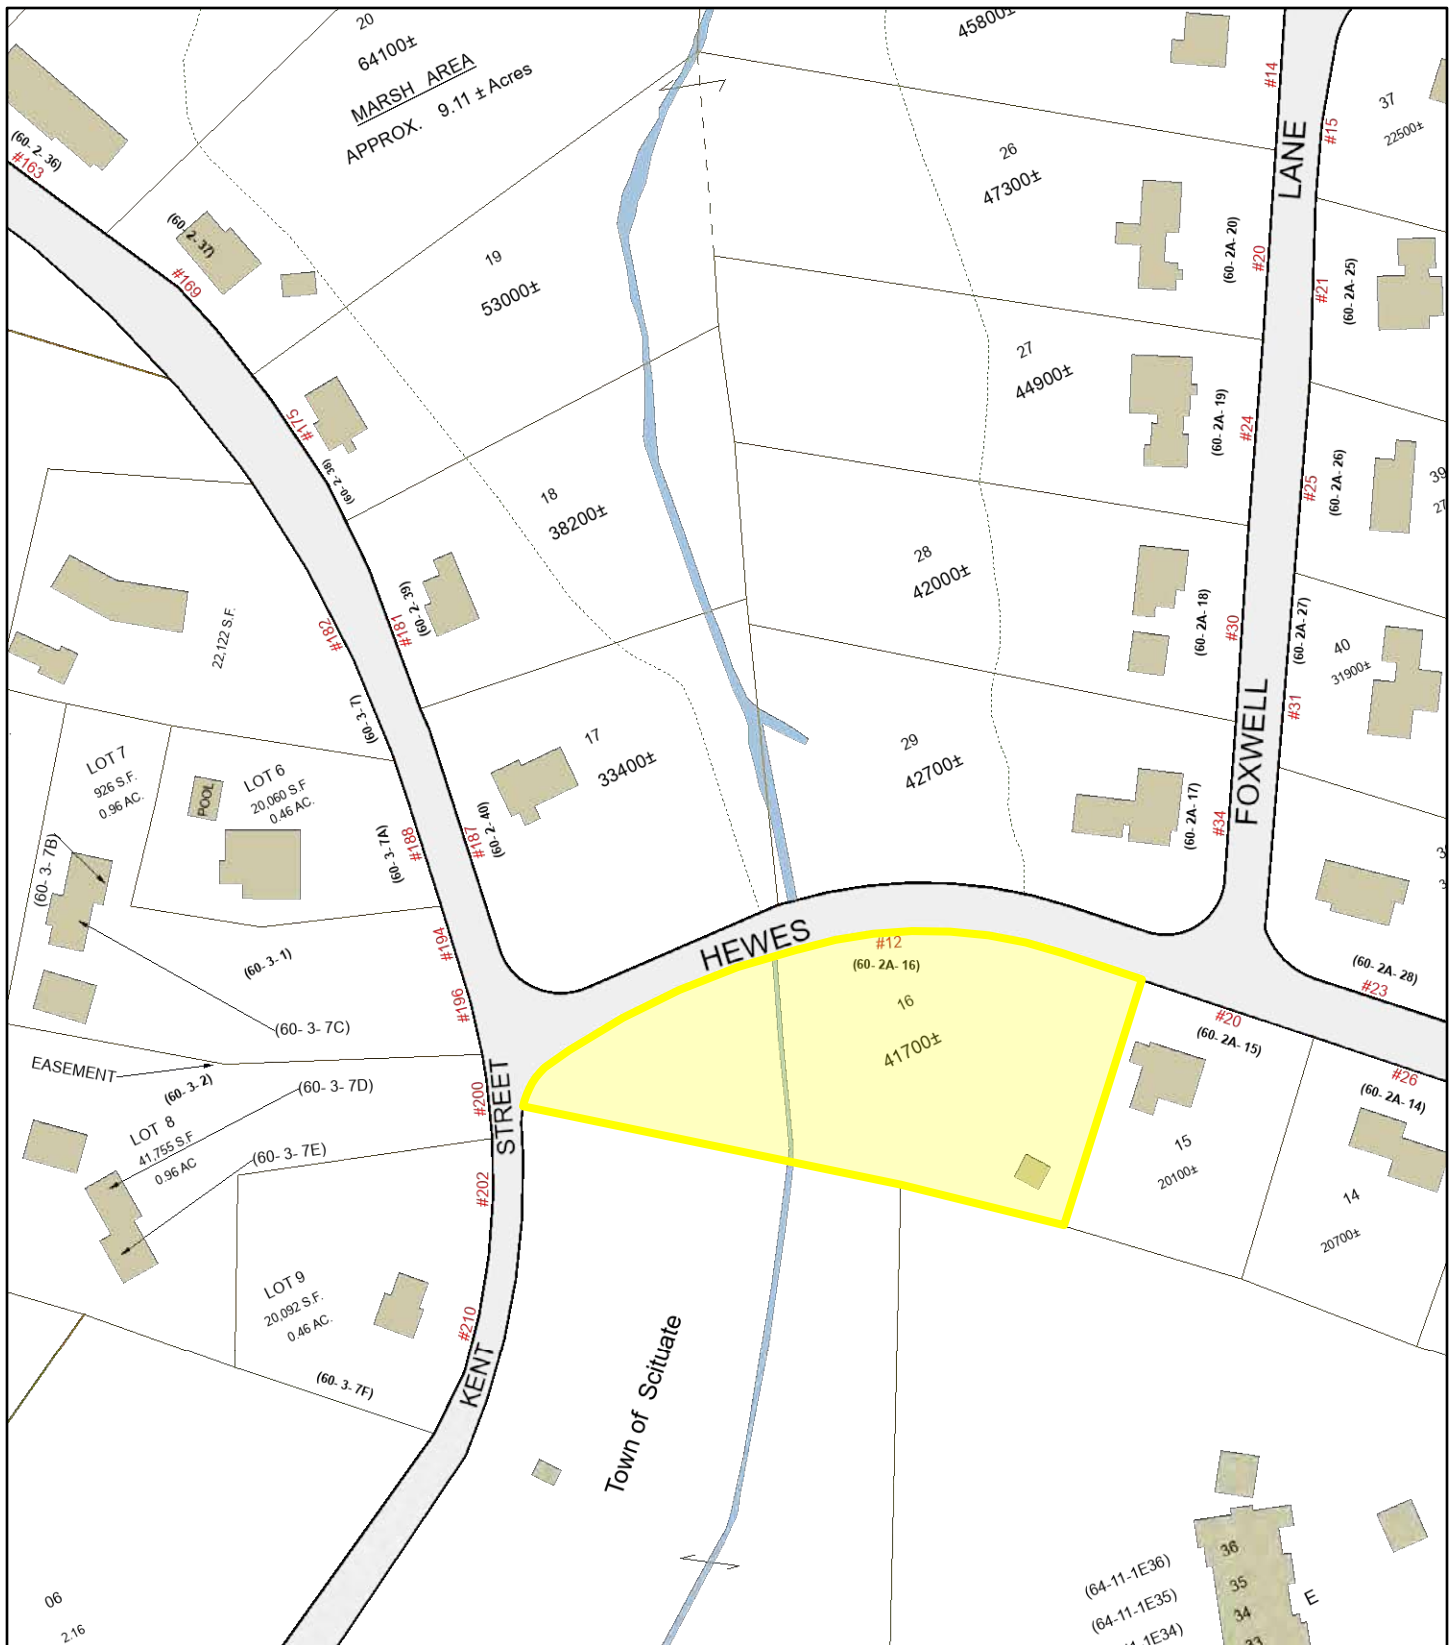 20
64100±
MARSH AREA
APPROX. 9.11 ± Acres
45800±
#14
LANE
#15
37
22500±
(60- 2- 36)
#163
(60- 2- 37)
#169
19
53000±
26
47300±
(60- 2A- 20)
#20
#21
(60- 2A- 25)
27
44900±
(60- 2A- 19)
#24
#175
(60- 2- 38)
18
38200±
#25
(60- 2A- 26)
39
27
28
42000±
(60- 2A- 18)
#30
(60- 2A- 27)
40
31900±
#31
22,122 S.F.
#182
#181
(60- 2- 39)
(60- 3- 7)
FOXWELL
17
33400±
29
42700±
(60- 2A- 17)
#34
LOT 7
926 S.F.
0.96 AC.
POOL
LOT 6
20,060 S.F
0.46 AC.
(60- 3- 7A)
#188
#187
(60- 2- 40)
(60- 3- 7B)
3
3
#194
(60- 3- 1)
#196
(60- 3- 7C)
HEWES
#12
(60- 2A- 16)
16
41700±
(60- 2A- 28)
#23
#20
(60- 2A- 15)
#26
(60- 2A- 14)
EASEMENT
(60- 3- 2)
(60- 3- 7D)
#200
STREET
LOT 8
41,755 S.F
0.96 AC
(60- 3- 7E)
#202
15
20100±
14
20700±
LOT 9
20,092 S.F.
0.46 AC.
#210
KENT
(60- 3- 7F)
Town of Scituate
06
2.16
(64-11-1E36)
36
(64-11-1E35)
35
E
1-1E34)
34
33